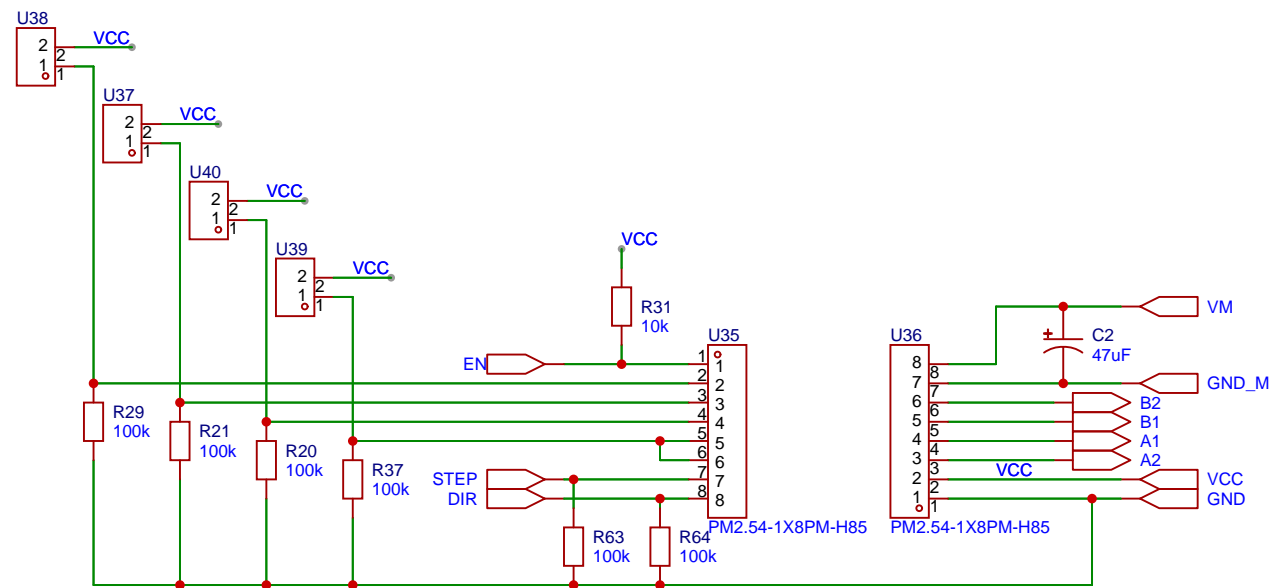 U38
VCC
2
2
1
1
U37
VCC
2
2
1
1
U40
VCC
2
2
1
1
U39
VCC
2
2
1
1
VCC
R31
10k
EN
U35
1
1
2
2
3
3
4
4
5
5
6
6
7
7
8
8
PM2.54-1X8PM-H85
U36
8
8
7
7
6
6
5
5
4
4
3
3
2
2
1
1
PM2.54-1X8PM-H85
VM
C2
47uF
GND_M
B2
B1
A1
A2
VCC
VCC
GND
R29
100k
R21
100k
R20
100k
R37
100k
STEP
DIR
R63
100k
R64
100k